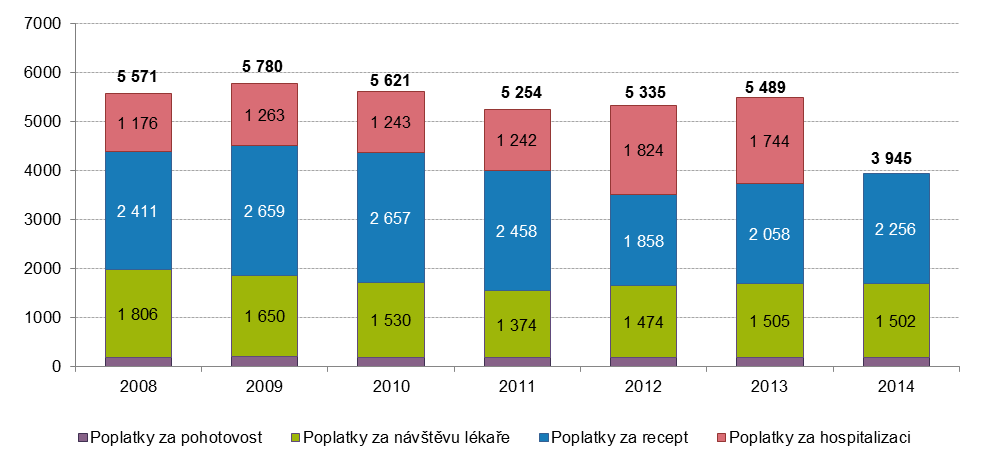 7000
6000
5000
4000
3000
2000
1000
0
5 571 5 780 5 621 5 254 5 335 5 489 3 945
1 176 1 263 1 243 1 242 1 824 1 744
2 411 2 659 2 657 2 458 1 858 2 058 2 256
1 806 1 650 1 530 1 374 1 474 1 505 1 502
2008 2009 2010 2011 2012 2013 2014
Poplatky za pohotovost Poplatky za návštěvu lékaře Poplatky za recept Poplatky za hospitalizaci